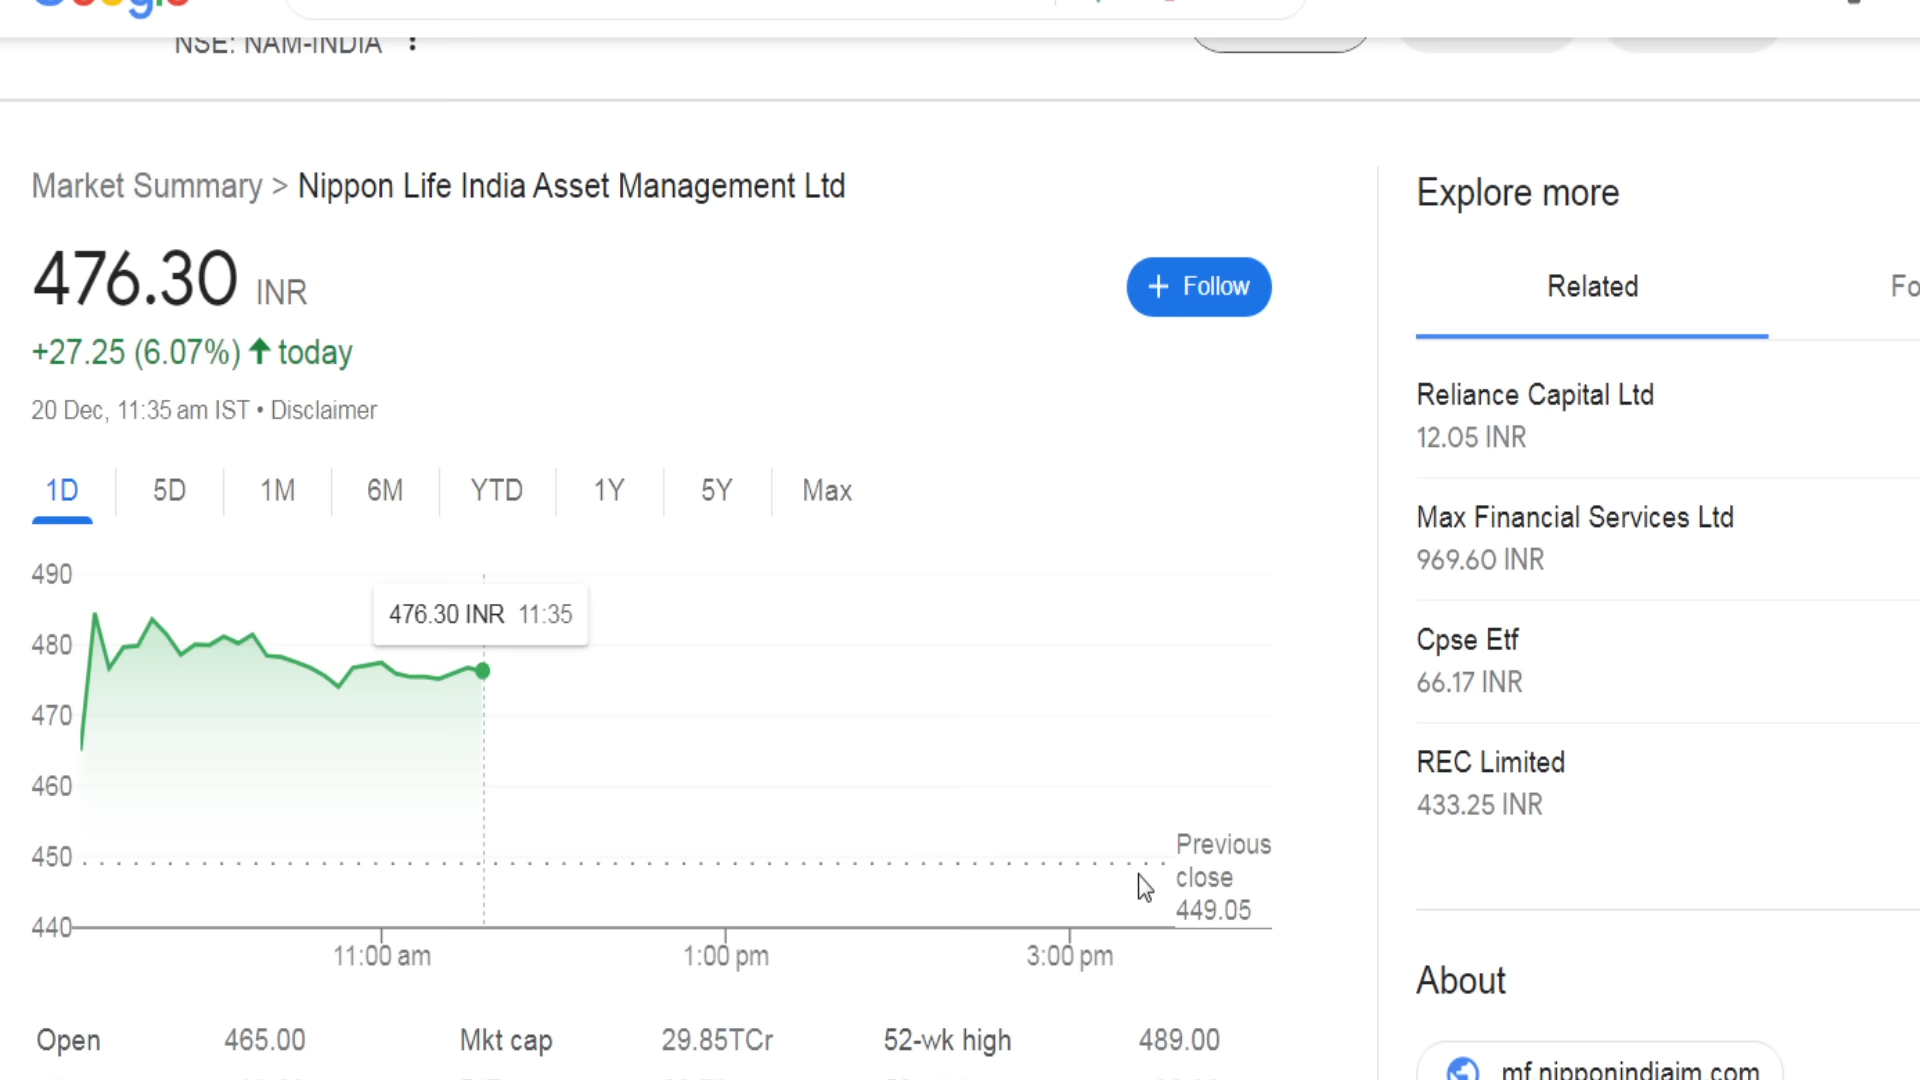 Google
NSE: NAM-INDIA
Market Summary > Nippon Life India Asset Management Ltd
476.30 INR
+ Follow
+27.25 (6.07%) ↑ today
20 Dec, 11:35 am IST • Disclaimer
1D 5D 1M 6M YTD 1Y 5Y Max
490
476.30 INR 11:35
480
470
460
450
440
Previous
close
449.05
11:00 am 1:00 pm 3:00 pm
Open 465.00 Mkt cap 29.85TCr 52-wk high 489.00
Explore more
Related Fo
Reliance Capital Ltd
12.05 INR
Max Financial Services Ltd
969.60 INR
Cpse Etf
66.17 INR
REC Limited
433.25 INR
About
mf.nipponindiaim.com